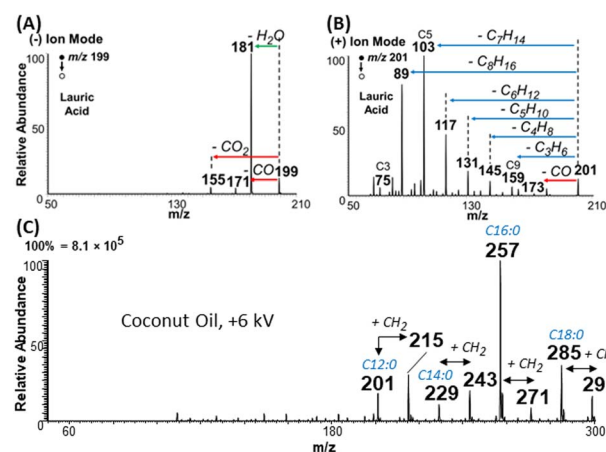 (A)
(-) Ion Mode
m/z 199
Lauric
Acid
- H2O
181
- CO2
- CO
199
155
171
100
50
0
Relative Abundance
50
130
210
m/z
(B)
(+) Ion Mode
m/z 201
Lauric
Acid
C5
103
- C7H14
89
- C8H16
- C6H12
117
- C5H10
- C4H8
131
C9
- C3H6
C3
75
145
159
- CO
201
173
100
50
0
50
130
210
m/z
(C)
100% = 8.1 × 10^5
Coconut Oil, +6 kV
C16:0
257
+ CH2
215
C12:0
201
C14:0
229
+ CH2
243
+ CH2
271
C18:0
285
+ CH
29
100
50
0
Relative Abundance
60
180
300
m/z